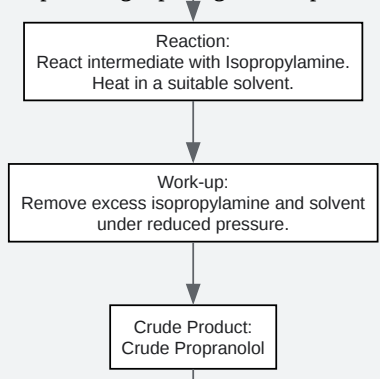 Reaction:
React intermediate with Isopropylamine.
Heat in a suitable solvent.
Work-up:
Remove excess isopropylamine and solvent
under reduced pressure.
Crude Product:
Crude Propranolol